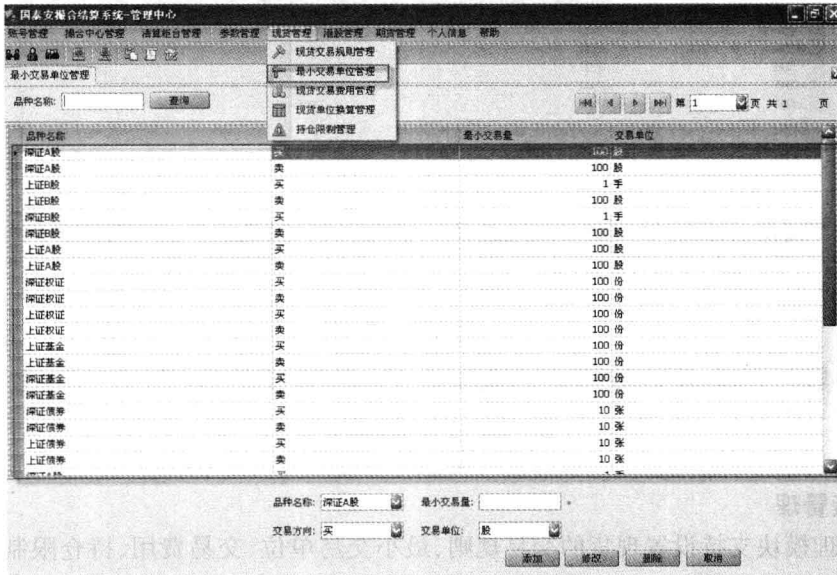 国泰安撮合结算系统-管理中心
账号管理 撮合中心管理 清算柜台管理 参数管理 现货管理 港股管理 期货管理 个人信息 帮助
现货交易规则管理
最小交易单位管理
现货交易费用管理
现货单位换算管理
持仓限制管理
最小交易单位管理
品种名称: 查询 第 1 页 共 1 页
品种名称 最小交易量 交易单位
深证A股 买 100 股
深证A股 卖 100 股
上证B股 买 1 手
上证B股 卖 100 股
深证B股 买 1 手
深证B股 卖 100 股
上证A股 买 100 股
上证A股 卖 100 股
深证权证 买 100 份
深证权证 卖 100 份
上证权证 买 100 份
上证权证 卖 100 份
上证基金 买 100 份
上证基金 卖 100 份
深证基金 买 100 份
深证基金 卖 100 份
深证债券 买 10 张
深证债券 卖 10 张
上证债券 买 10 张
上证债券 卖 10 张
品种名称: 深证A股 最小交易量: *
交易方向: 买 交易单位: 股
添加 修改 删除 取消